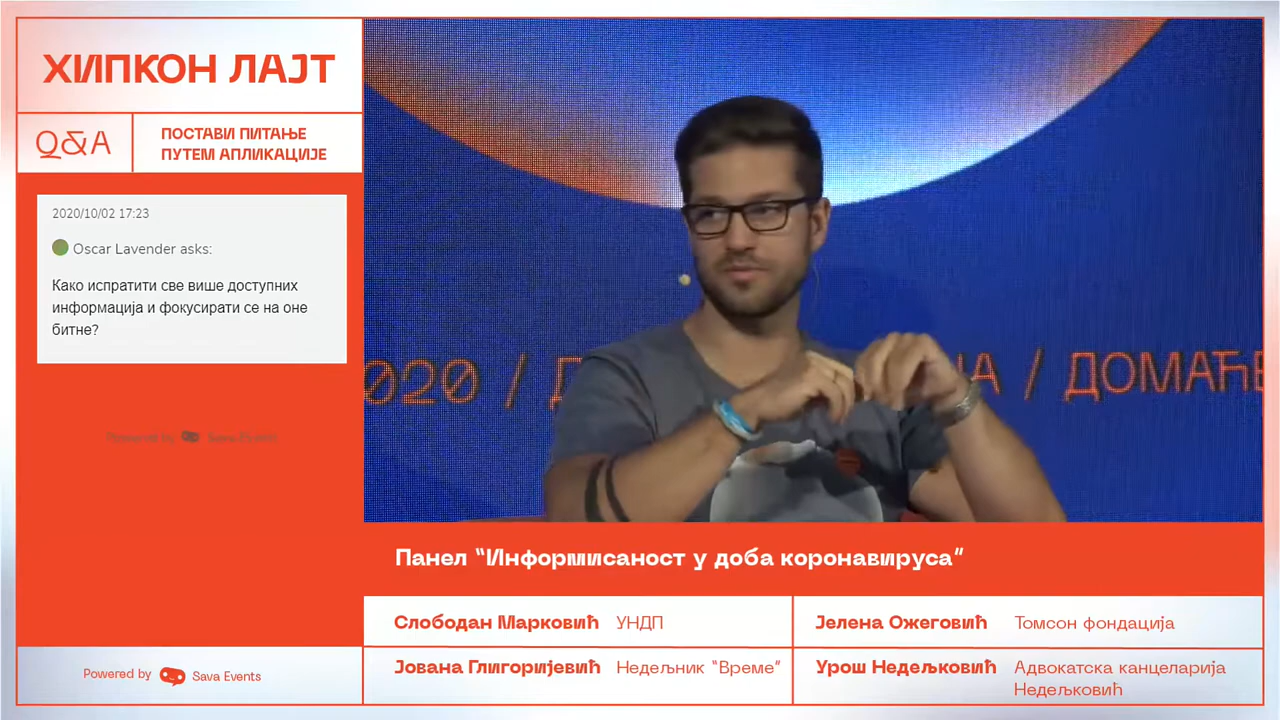 ХИПКОН ЛАЈТ
Q&A
ПОСТАВИ ПИТАЊЕ
ПУТЕМ АПЛИКАЦИЈЕ
2020/10/02 17:23
Oscar Lavender asks:
Како испратити све више доступних
информација и фокусирати се на оне
битне?
Powered by Sava Events
2020 / Д
НА / ДОМАЋЕ
Панел “Информисаност у доба коронавируса”
Слободан Марковић УНДП
Јелена Ожеговић Томсон фондација
Јована Глигоријевић Недељник “Време”
Урош Недељковић Адвокатска канцеларија
Недељковић
Powered by Sava Events